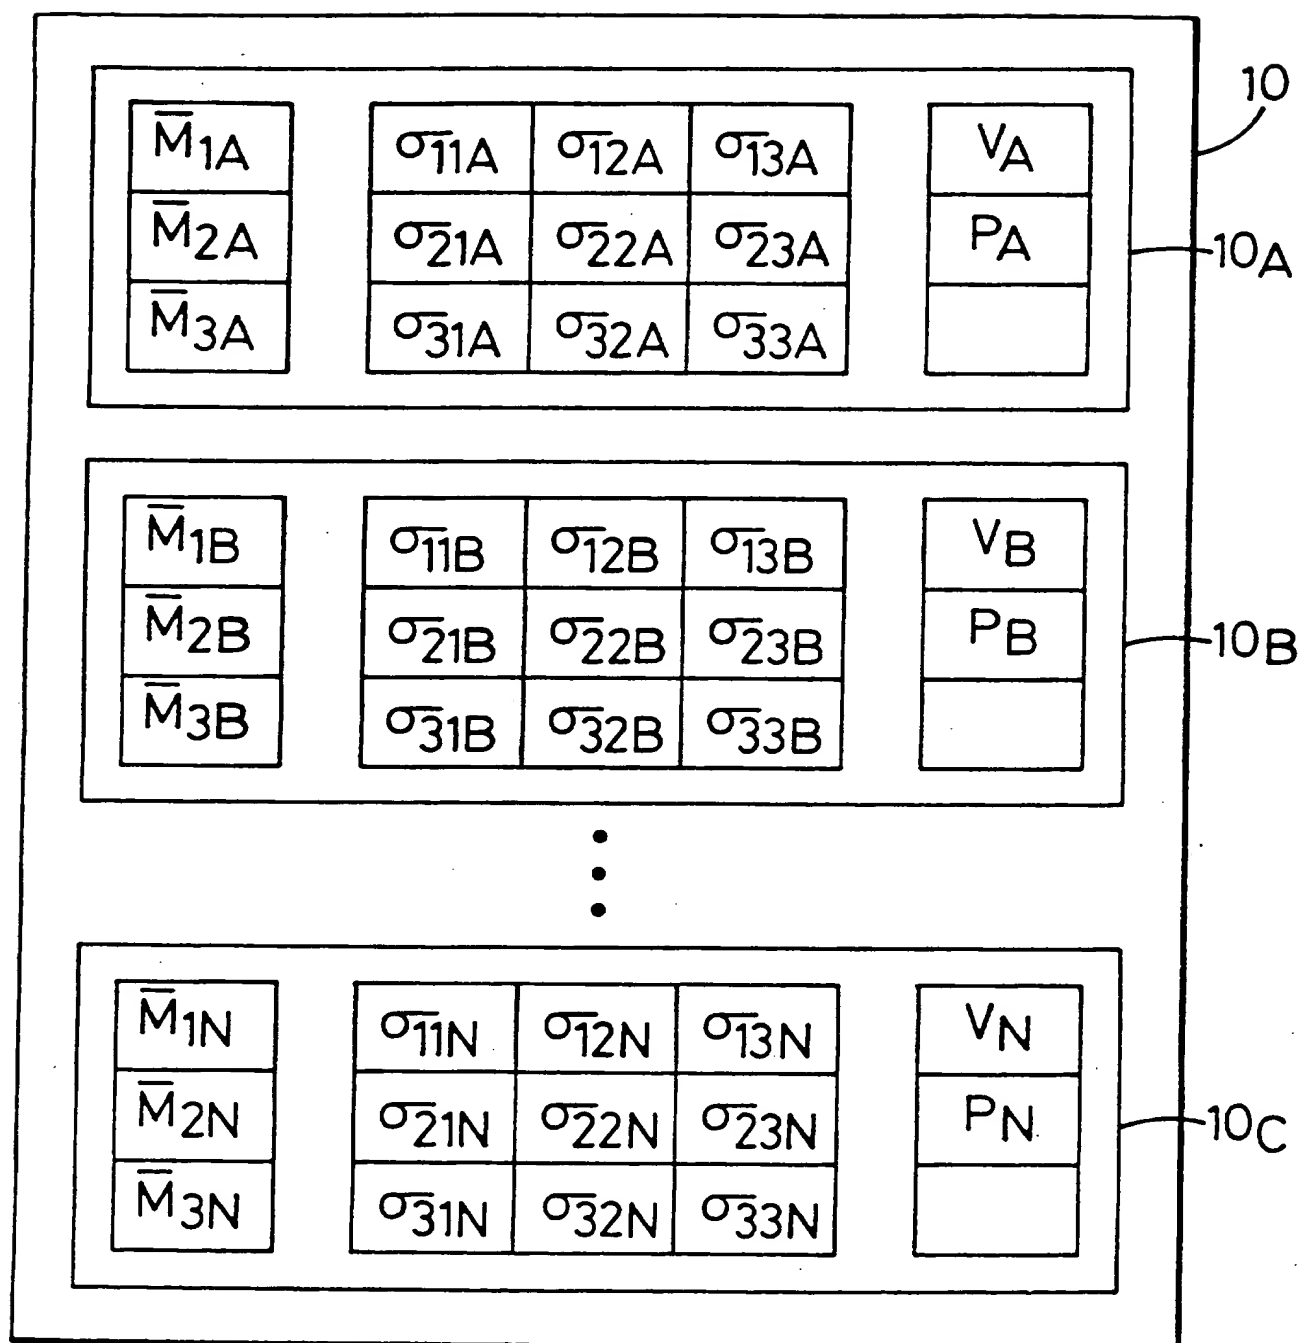 10
M̄1A σ11A σ12A σ13A VA
M̄2A σ21A σ22A σ23A PA
10A
M̄3A σ31A σ32A σ33A
M̄1B σ11B σ12B σ13B VB
M̄2B σ21B σ22B σ23B PB
10B
M̄3B σ31B σ32B σ33B
M̄1N σ11N σ12N σ13N VN
M̄2N σ21N σ22N σ23N PN
10C
M̄3N σ31N σ32N σ33N